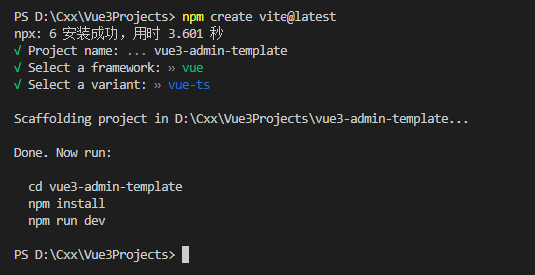 PS D:\Cxx\Vue3Projects> npm create vite@latest
npx: 6 安装成功，用时 3.601 秒
√ Project name: ... vue3-admin-template
√ Select a framework: » vue
√ Select a variant: » vue-ts
Scaffolding project in D:\Cxx\Vue3Projects\vue3-admin-template...
Done. Now run:
cd vue3-admin-template
npm install
npm run dev
PS D:\Cxx\Vue3Projects>